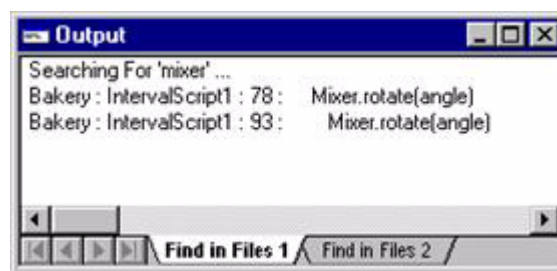 Output
Searching For 'mixer' ...
Bakery : IntervalScript1 : 78 : Mixer.rotate(angle)
Bakery : IntervalScript1 : 93 : Mixer.rotate(angle)
Find in Files 1 Find in Files 2